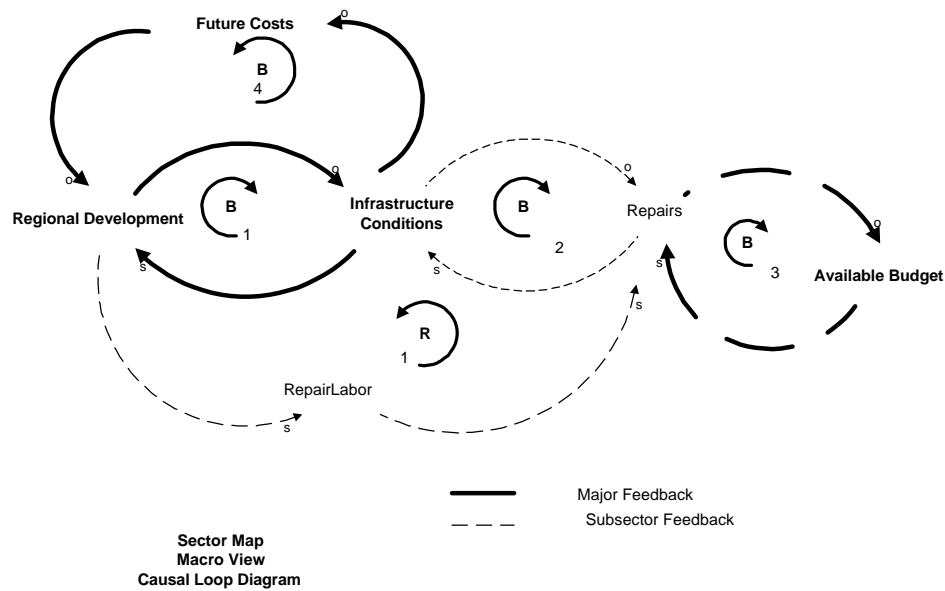 Future Costs
o
B
4
o
o
Regional Development
B
1
Infrastructure
Conditions
B
2
o
Repairs
o
B
3
Available Budget
s
s
s
s
R
1
RepairLabor
s
Major Feedback
Subsector Feedback
Sector Map
Macro View
Causal Loop Diagram